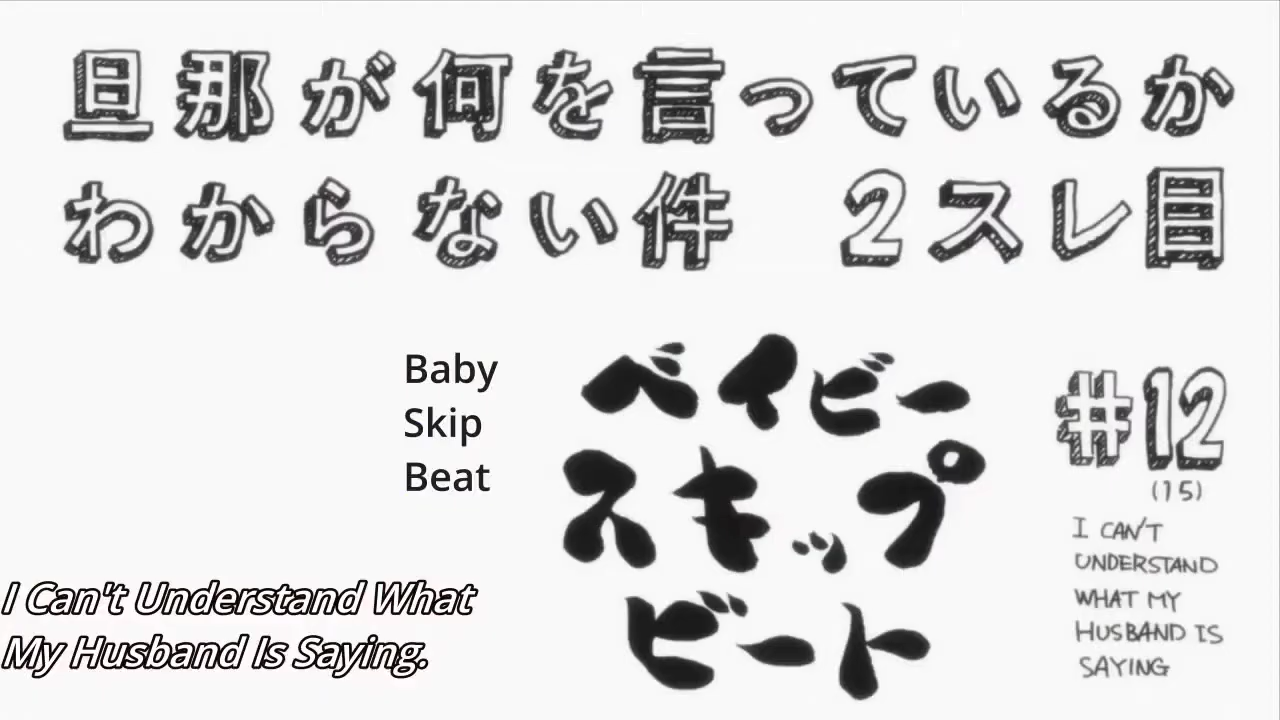 旦那が何を言っているか
わからない件 2スレ目
Baby
Skip
Beat
ベイビー
スキップ
ビート
#12
(15)
I CAN'T
UNDERSTAND
WHAT MY
HUSBAND IS
SAYING
I Can't Understand What
My Husband Is Saying.